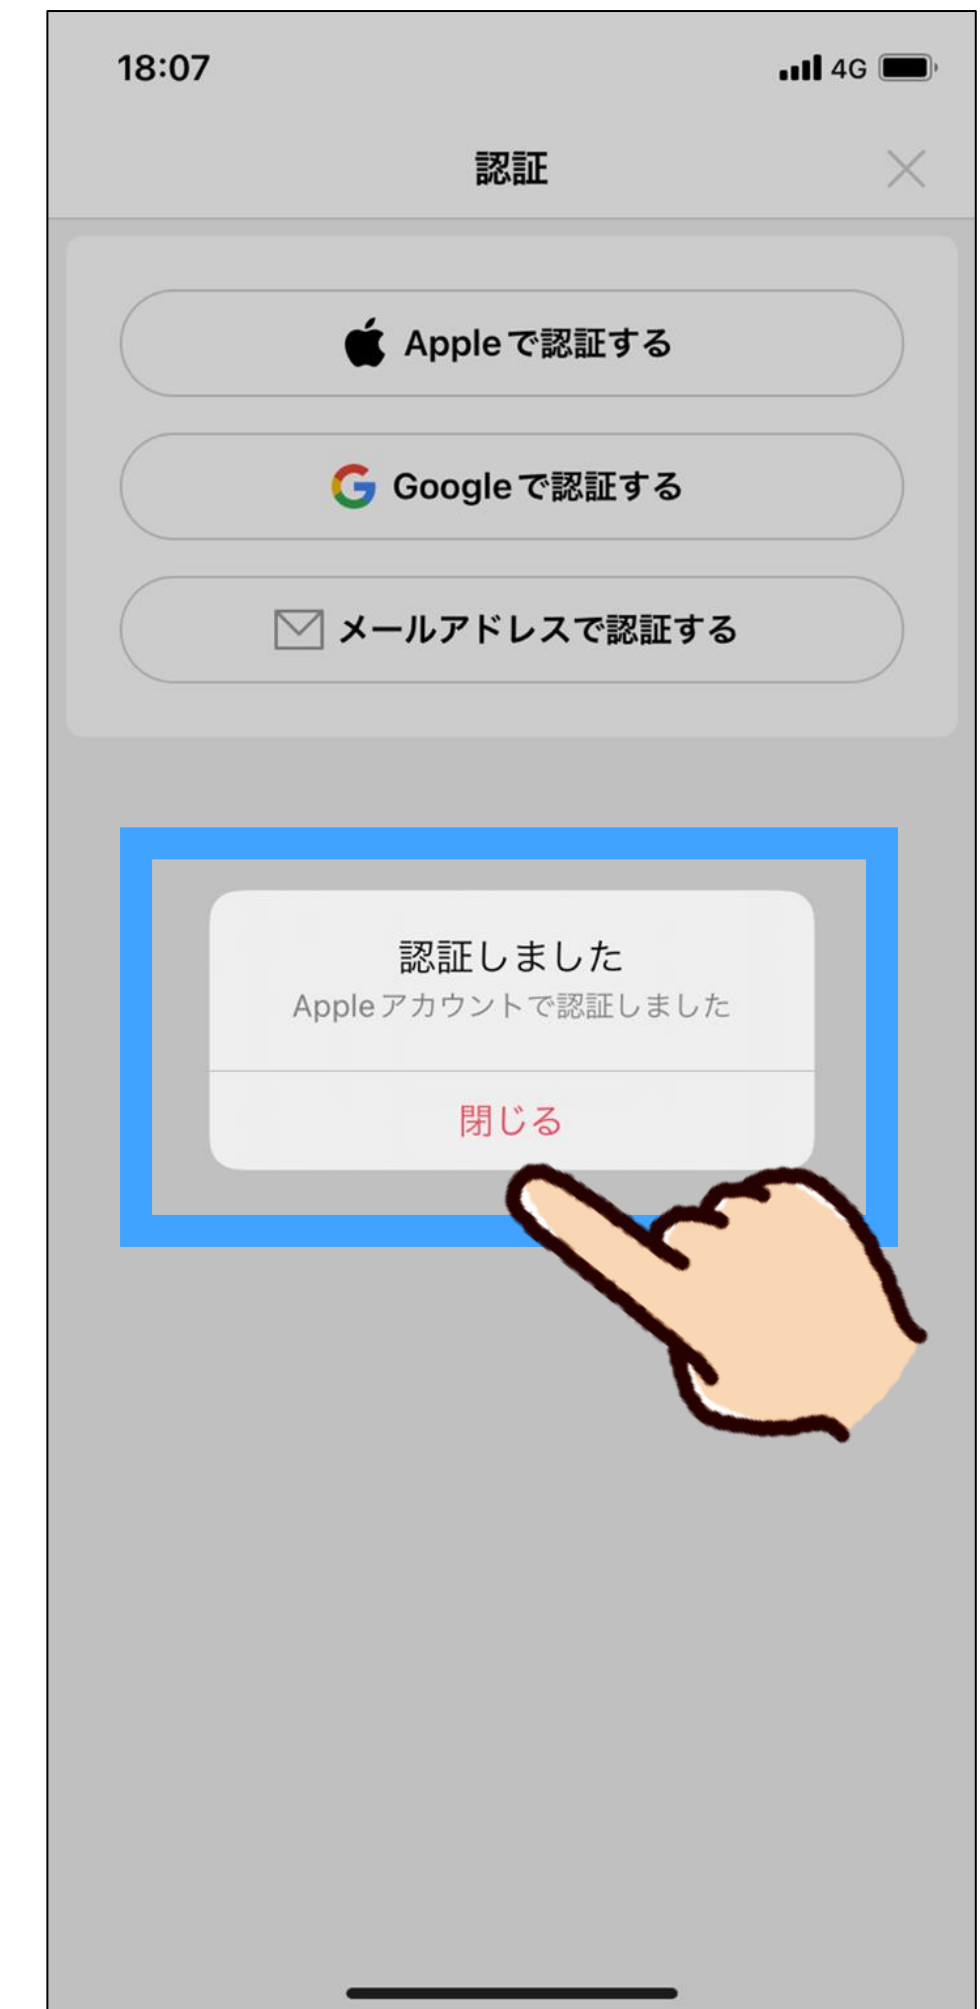 18:07 4G
認証
Appleで認証する
Googleで認証する
メールアドレスで認証する
認証しました
Appleアカウントで認証しました
閉じる